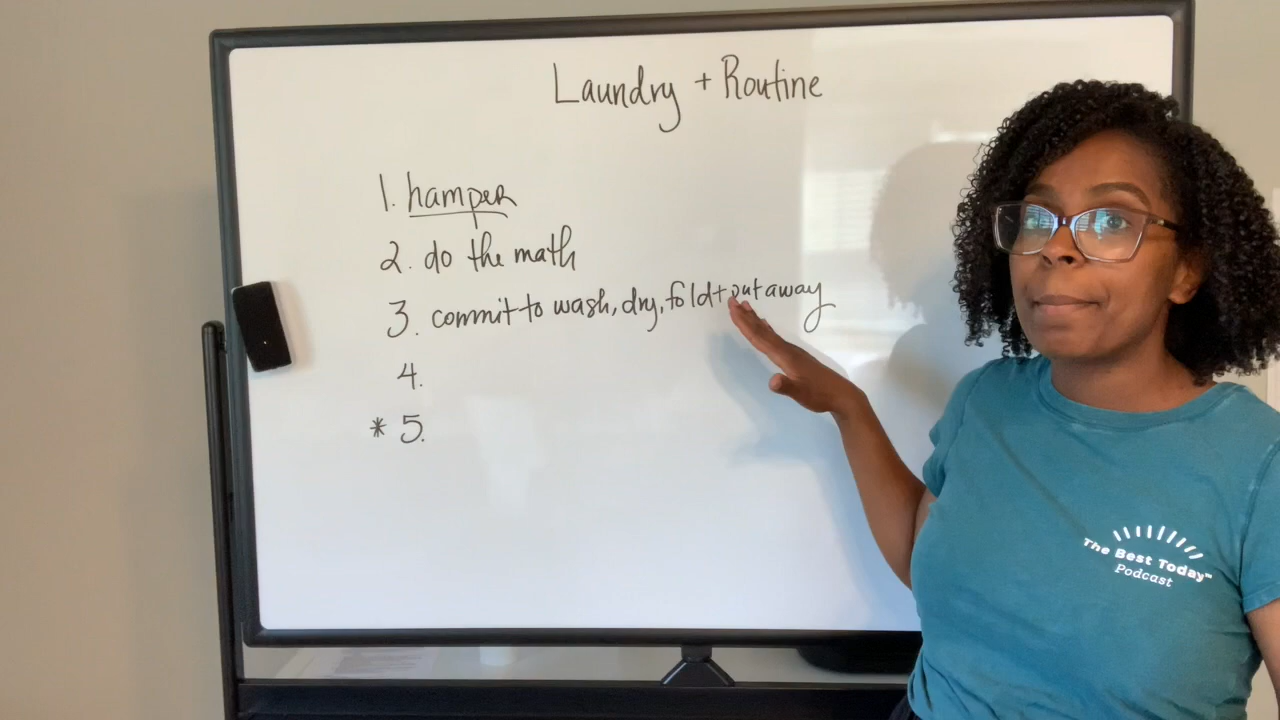 Laundry + Routine
1. hamper
2. do the math
3. commit to wash, dry, fold + put away
4.
* 5.
The Best Today™
Podcast